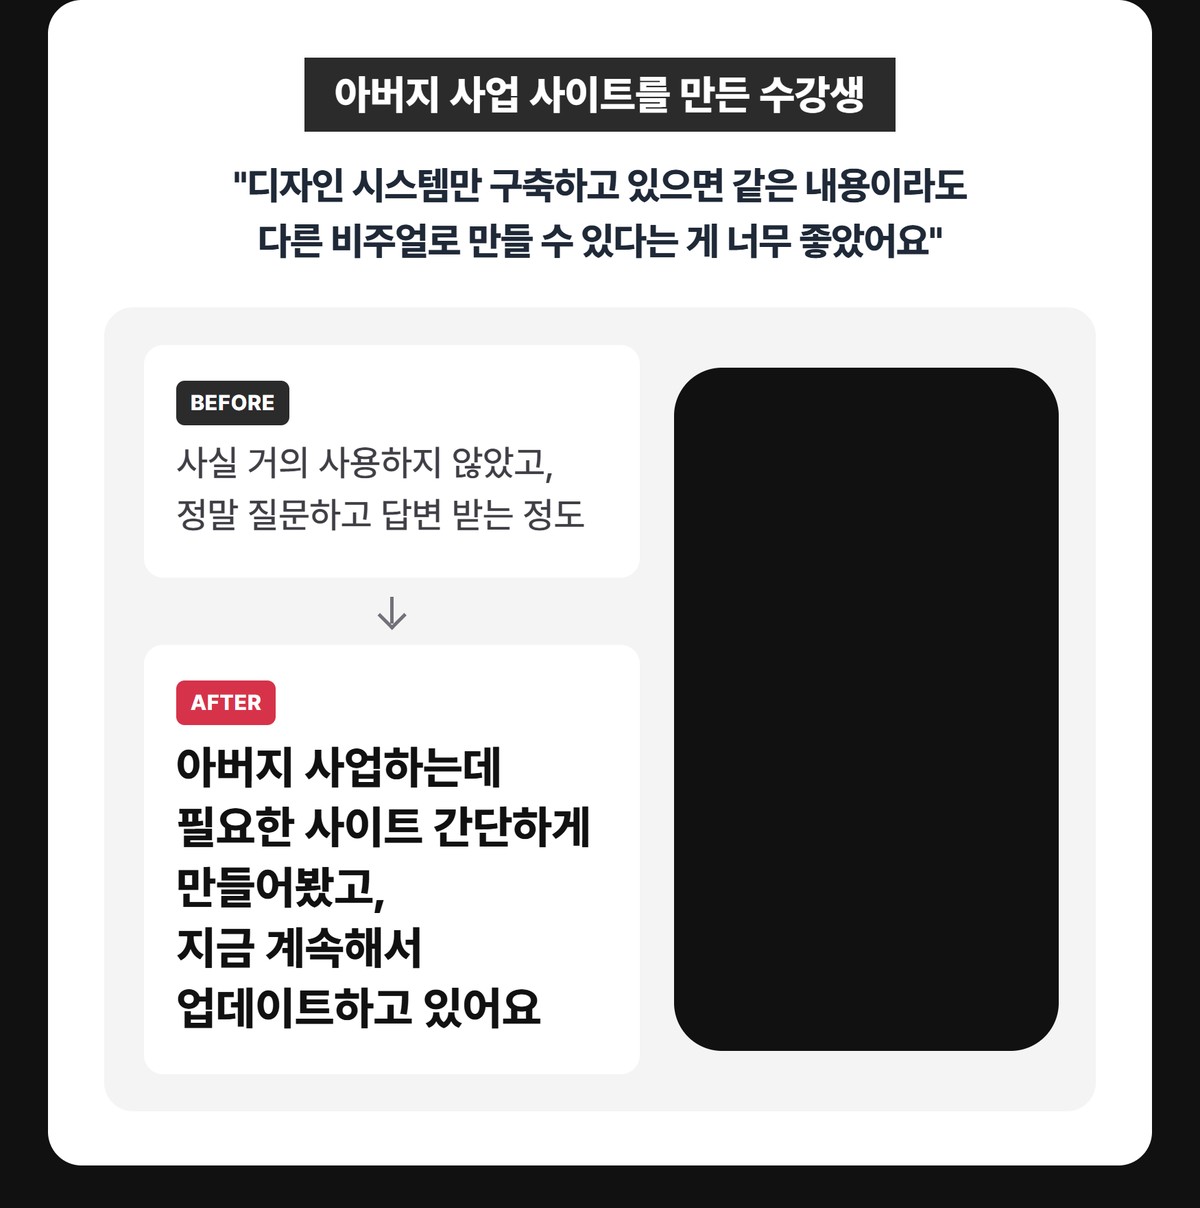 아버지 사업 사이트를 만든 수강생
"디자인 시스템만 구축하고 있으면 같은 내용이라도
다른 비주얼로 만들 수 있다는 게 너무 좋았어요"
BEFORE
사실 거의 사용하지 않았고,
정말 질문하고 답변 받는 정도
↓
AFTER
아버지 사업하는데
필요한 사이트 간단하게
만들어봤고,
지금 계속해서
업데이트하고 있어요